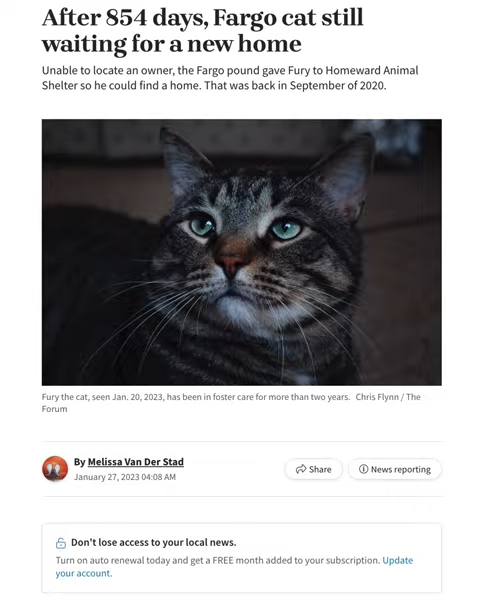 After 854 days, Fargo cat still
waiting for a new home
Unable to locate an owner, the Fargo pound gave Fury to Homeward Animal
Shelter so he could find a home. That was back in September of 2020.
Fury the cat, seen Jan. 20, 2023, has been in foster care for more than two years. Chris Flynn / The
Forum
By Melissa Van Der Stad
January 27, 2023 04:08 AM
Share
News reporting
Don't lose access to your local news.
Turn on auto renewal today and get a FREE month added to your subscription. Update
your account.